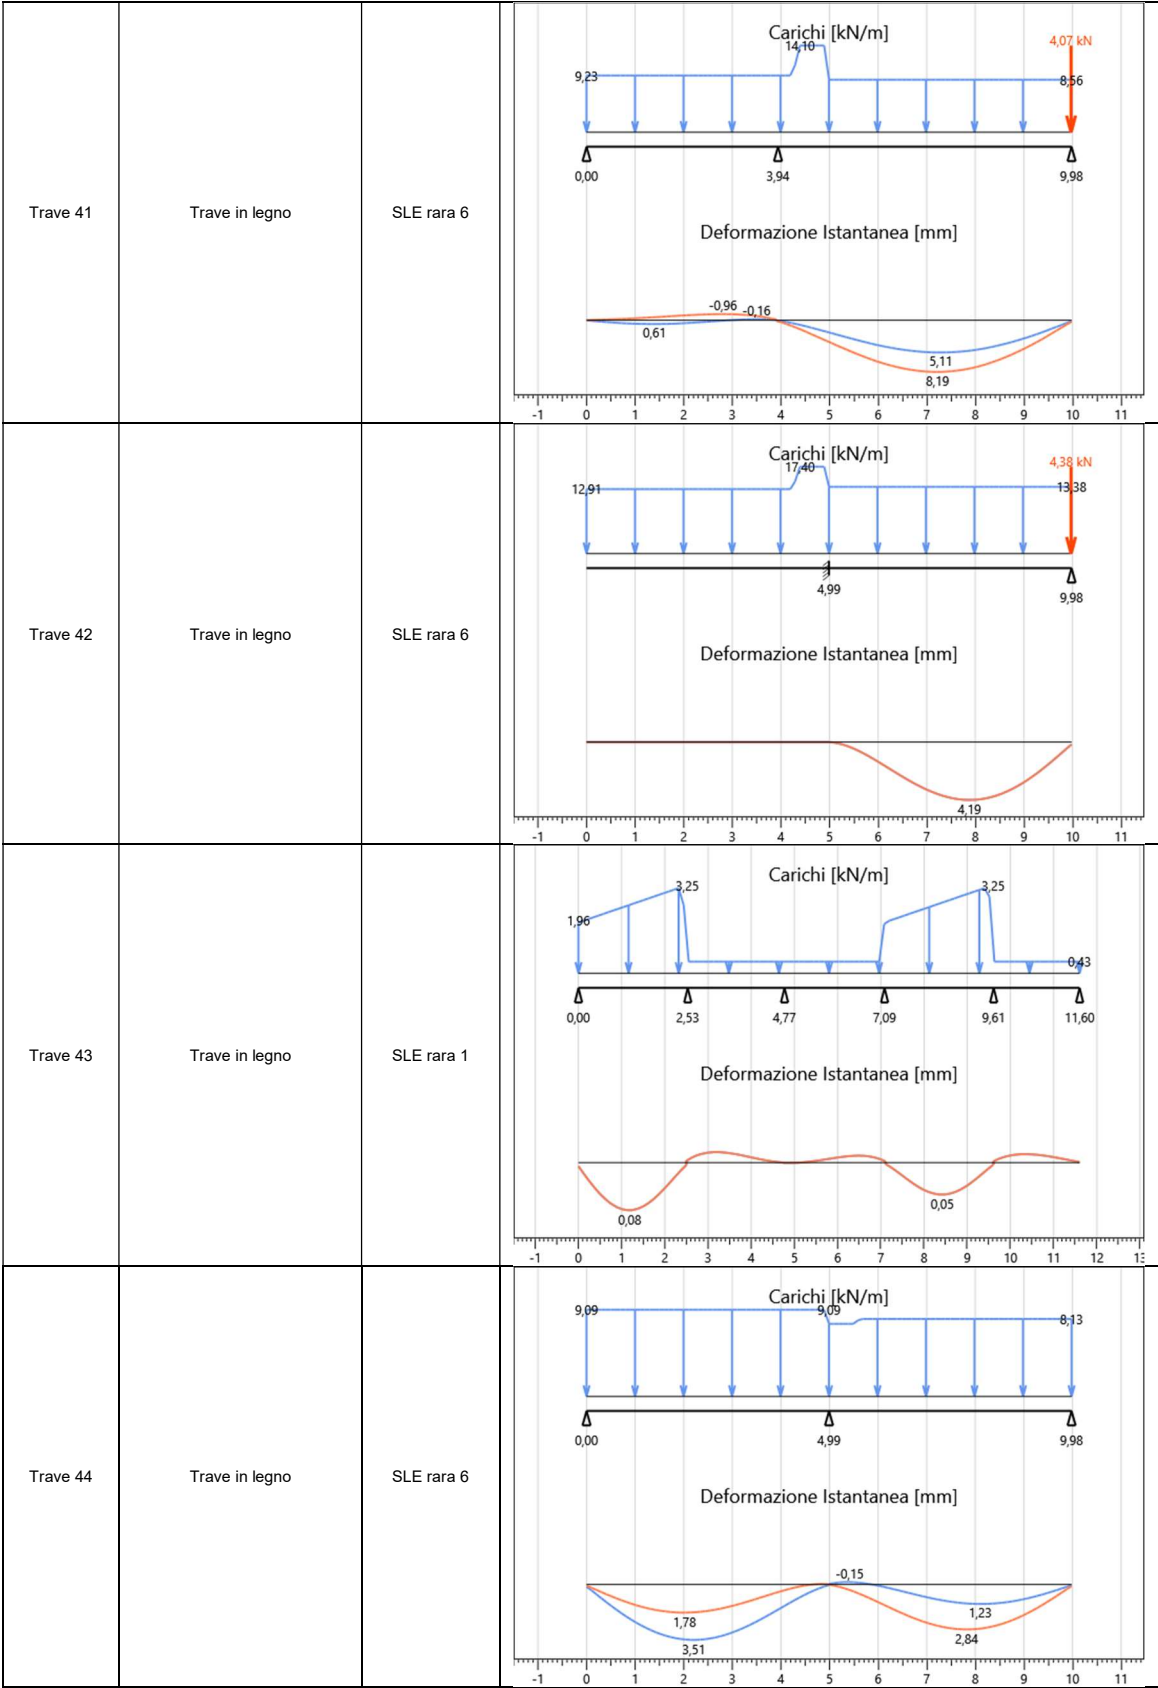 Carichi [kN/m]
14,10
4,07 kN
9,23
8,56
0,00
3,94
9,98
Trave 41
Trave in legno
SLE rara 6
Deformazione Istantanea [mm]
-0,96
-0,16
0,61
5,11
8,19
-1 0 1 2 3 4 5 6 7 8 9 10 11
Carichi [kN/m]
17,40
4,38 kN
12,91
13,38
4,99
9,98
Trave 42
Trave in legno
SLE rara 6
Deformazione Istantanea [mm]
4,19
-1 0 1 2 3 4 5 6 7 8 9 10 11
Carichi [kN/m]
3,25
3,25
1,96
0,43
0,00
2,53
4,77
7,09
9,61
11,60
Trave 43
Trave in legno
SLE rara 1
Deformazione Istantanea [mm]
0,08
0,05
-1 0 1 2 3 4 5 6 7 8 9 10 11 12 13
Carichi [kN/m]
9,09
9,09
8,13
0,00
4,99
9,98
Trave 44
Trave in legno
SLE rara 6
Deformazione Istantanea [mm]
-0,15
1,78
1,23
3,51
2,84
-1 0 1 2 3 4 5 6 7 8 9 10 11